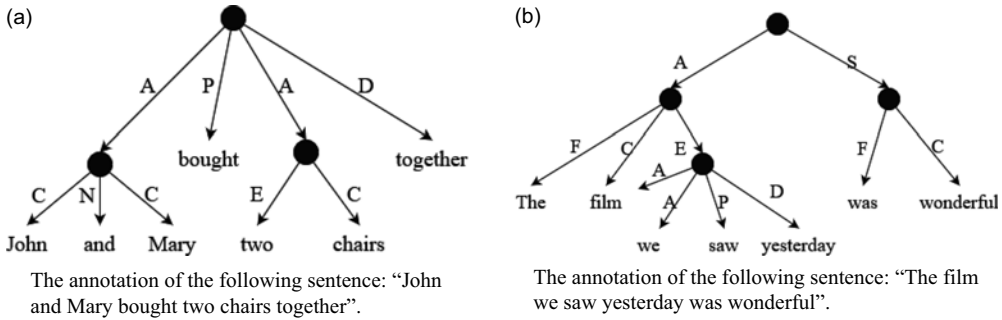 (a)
A P A D
bought together
C N C E C
John and Mary two chairs
The annotation of the following sentence: “John
and Mary bought two chairs together”.
(b)
A S
F C E F C
A A P D
The film was wonderful
we saw yesterday
The annotation of the following sentence: “The film
we saw yesterday was wonderful”.